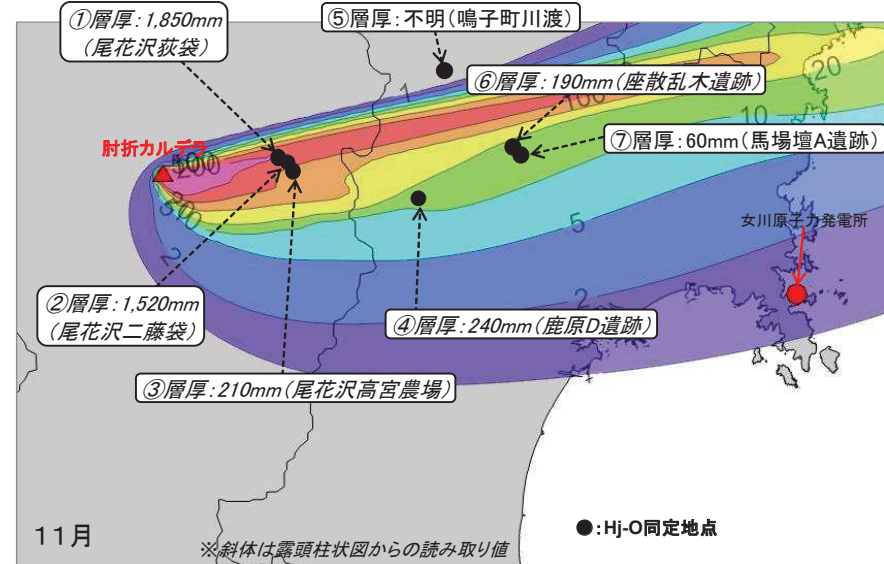 ①層厚:1,850mm
(尾花沢荻袋)
⑤層厚:不明(鳴子町川渡)
⑥層厚:190mm(座散乱木遺跡)
⑦層厚:60mm(馬場壇A遺跡)
肘折カルデラ
1
100
20
10
5
2
2
女川原子力発電所
②層厚:1,520mm
(尾花沢二藤袋)
④層厚:240mm(鹿原D遺跡)
③層厚:210mm(尾花沢高宮農場)
11月
※斜体は露頭柱状図からの読み取り値
●:Hj-O同定地点